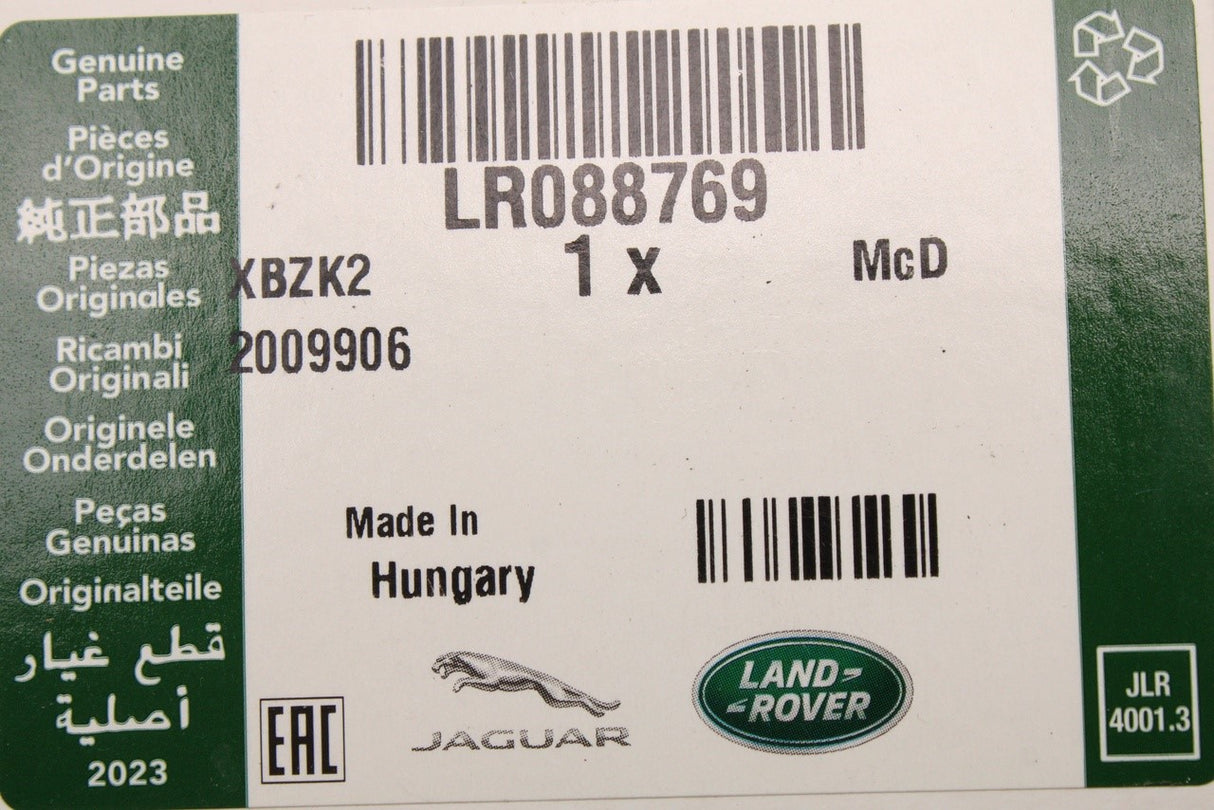 Genuine
Parts
Pièces
d'Origine
純正部品
Piezas
Originales
Ricambi
Originali
Originele
Onderdelen
Peças
Genuinas
Originalteile
قطع غيار
أصلية
2023
LR088769
1 x
McD
XBZK2
2009906
Made In
Hungary
EAC
JAGUAR
LAND-
-ROVER
JLR
4001.3